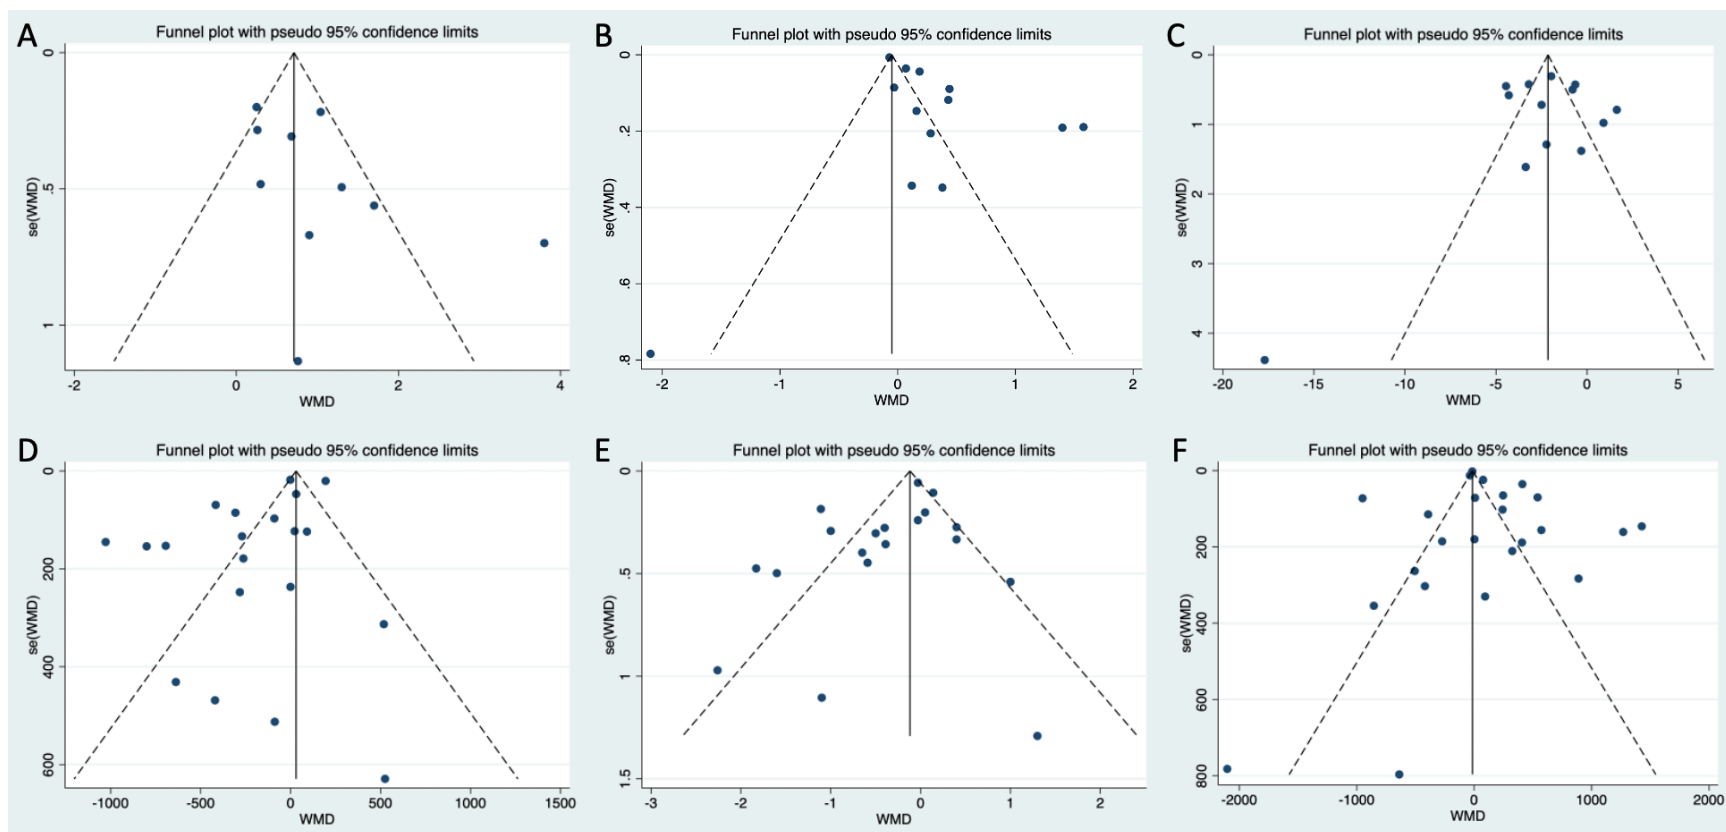 A
Funnel plot with pseudo 95% confidence limits
0
.5
1
se(WMD)
-2 0 2 4
WMD
B
Funnel plot with pseudo 95% confidence limits
0
.2
.4
.6
.8
se(WMD)
-2 -1 0 1 2
WMD
C
Funnel plot with pseudo 95% confidence limits
0
1
2
3
4
se(WMD)
-20 -15 -10 -5 0 5
WMD
D
Funnel plot with pseudo 95% confidence limits
0
200
400
600
se(WMD)
-1000 -500 0 500 1000 1500
WMD
E
Funnel plot with pseudo 95% confidence limits
0
.5
1
1.5
se(WMD)
-3 -2 -1 0 1 2
WMD
F
Funnel plot with pseudo 95% confidence limits
0
200
400
600
800
se(WMD)
-2000 -1000 0 1000 2000
WMD